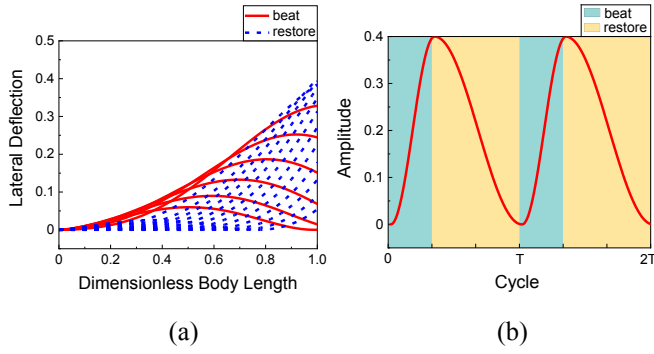 beat
restore
0.5
0.4
0.3
0.2
0.1
0
Lateral Deflection
0 0.2 0.4 0.6 0.8 1.0
Dimensionless Body Length
(a)
beat
restore
0.4
0.3
0.2
0.1
0
Amplitude
0 T 2T
Cycle
(b)